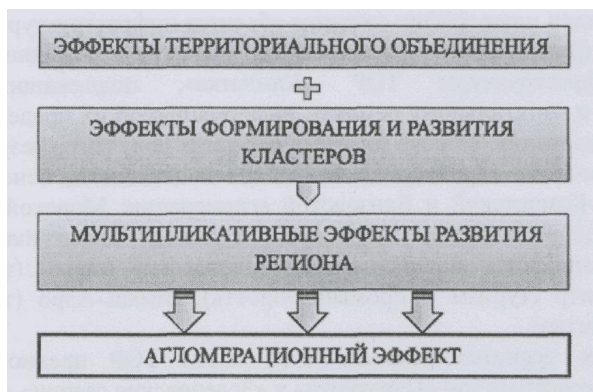 ЭФФЕКТЫ ТЕРРИТОРИАЛЬНОГО ОБЪЕДИНЕНИЯ
+
ЭФФЕКТЫ ФОРМИРОВАНИЯ И РАЗВИТИЯ
КЛАСТЕРОВ
МУЛЬТИПЛИКАТИВНЫЕ ЭФФЕКТЫ РАЗВИТИЯ
РЕГИОНА
АГЛОМЕРАЦИОННЫЙ ЭФФЕКТ